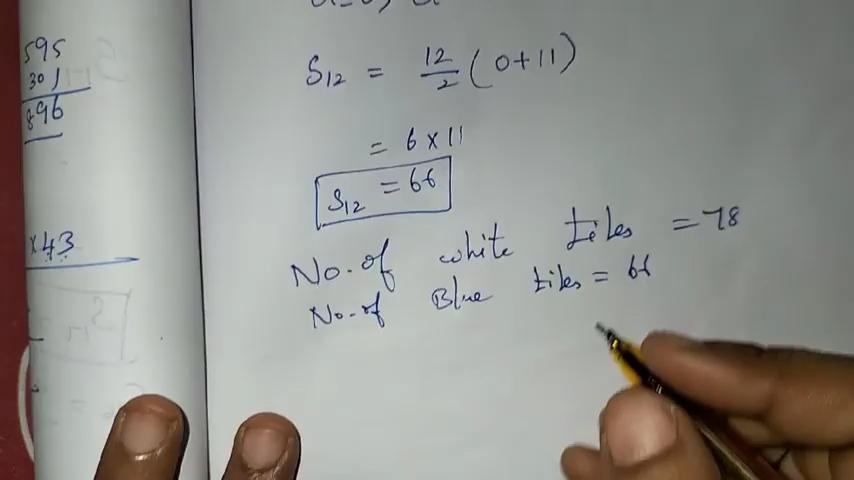 595
301
896
×43
S12 = 12/2 (0+11)
= 6 × 11
S12 = 66
No. of white tiles = 78
No. of Blue tiles = 66